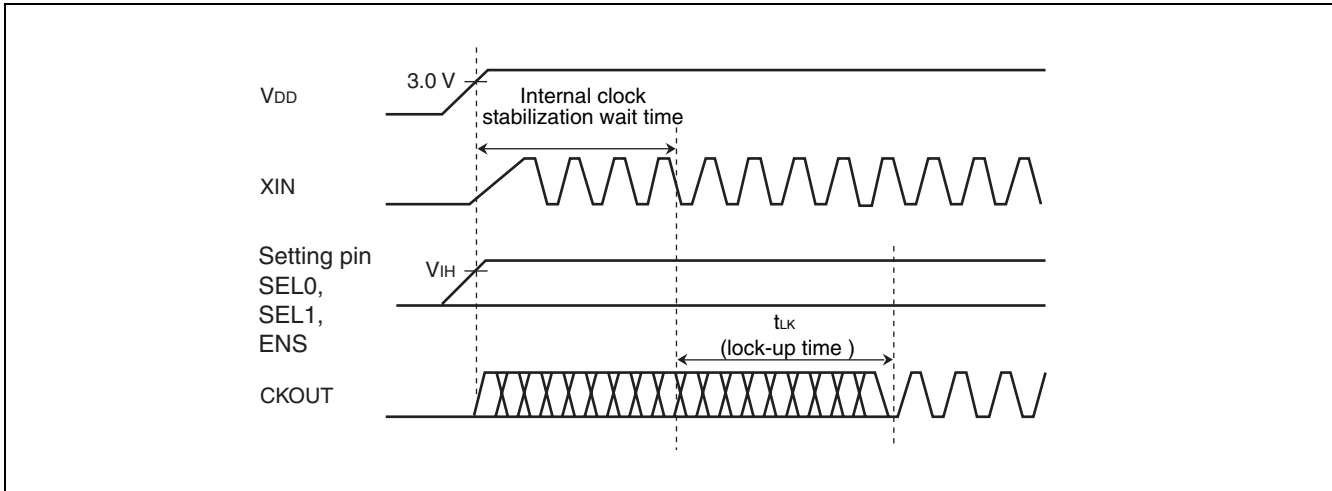 3.0 V
VDD
Internal clock
stabilization wait time
XIN
Setting pin
SEL0,
SEL1,
ENS
VIH
tLK
(lock-up time )
CKOUT